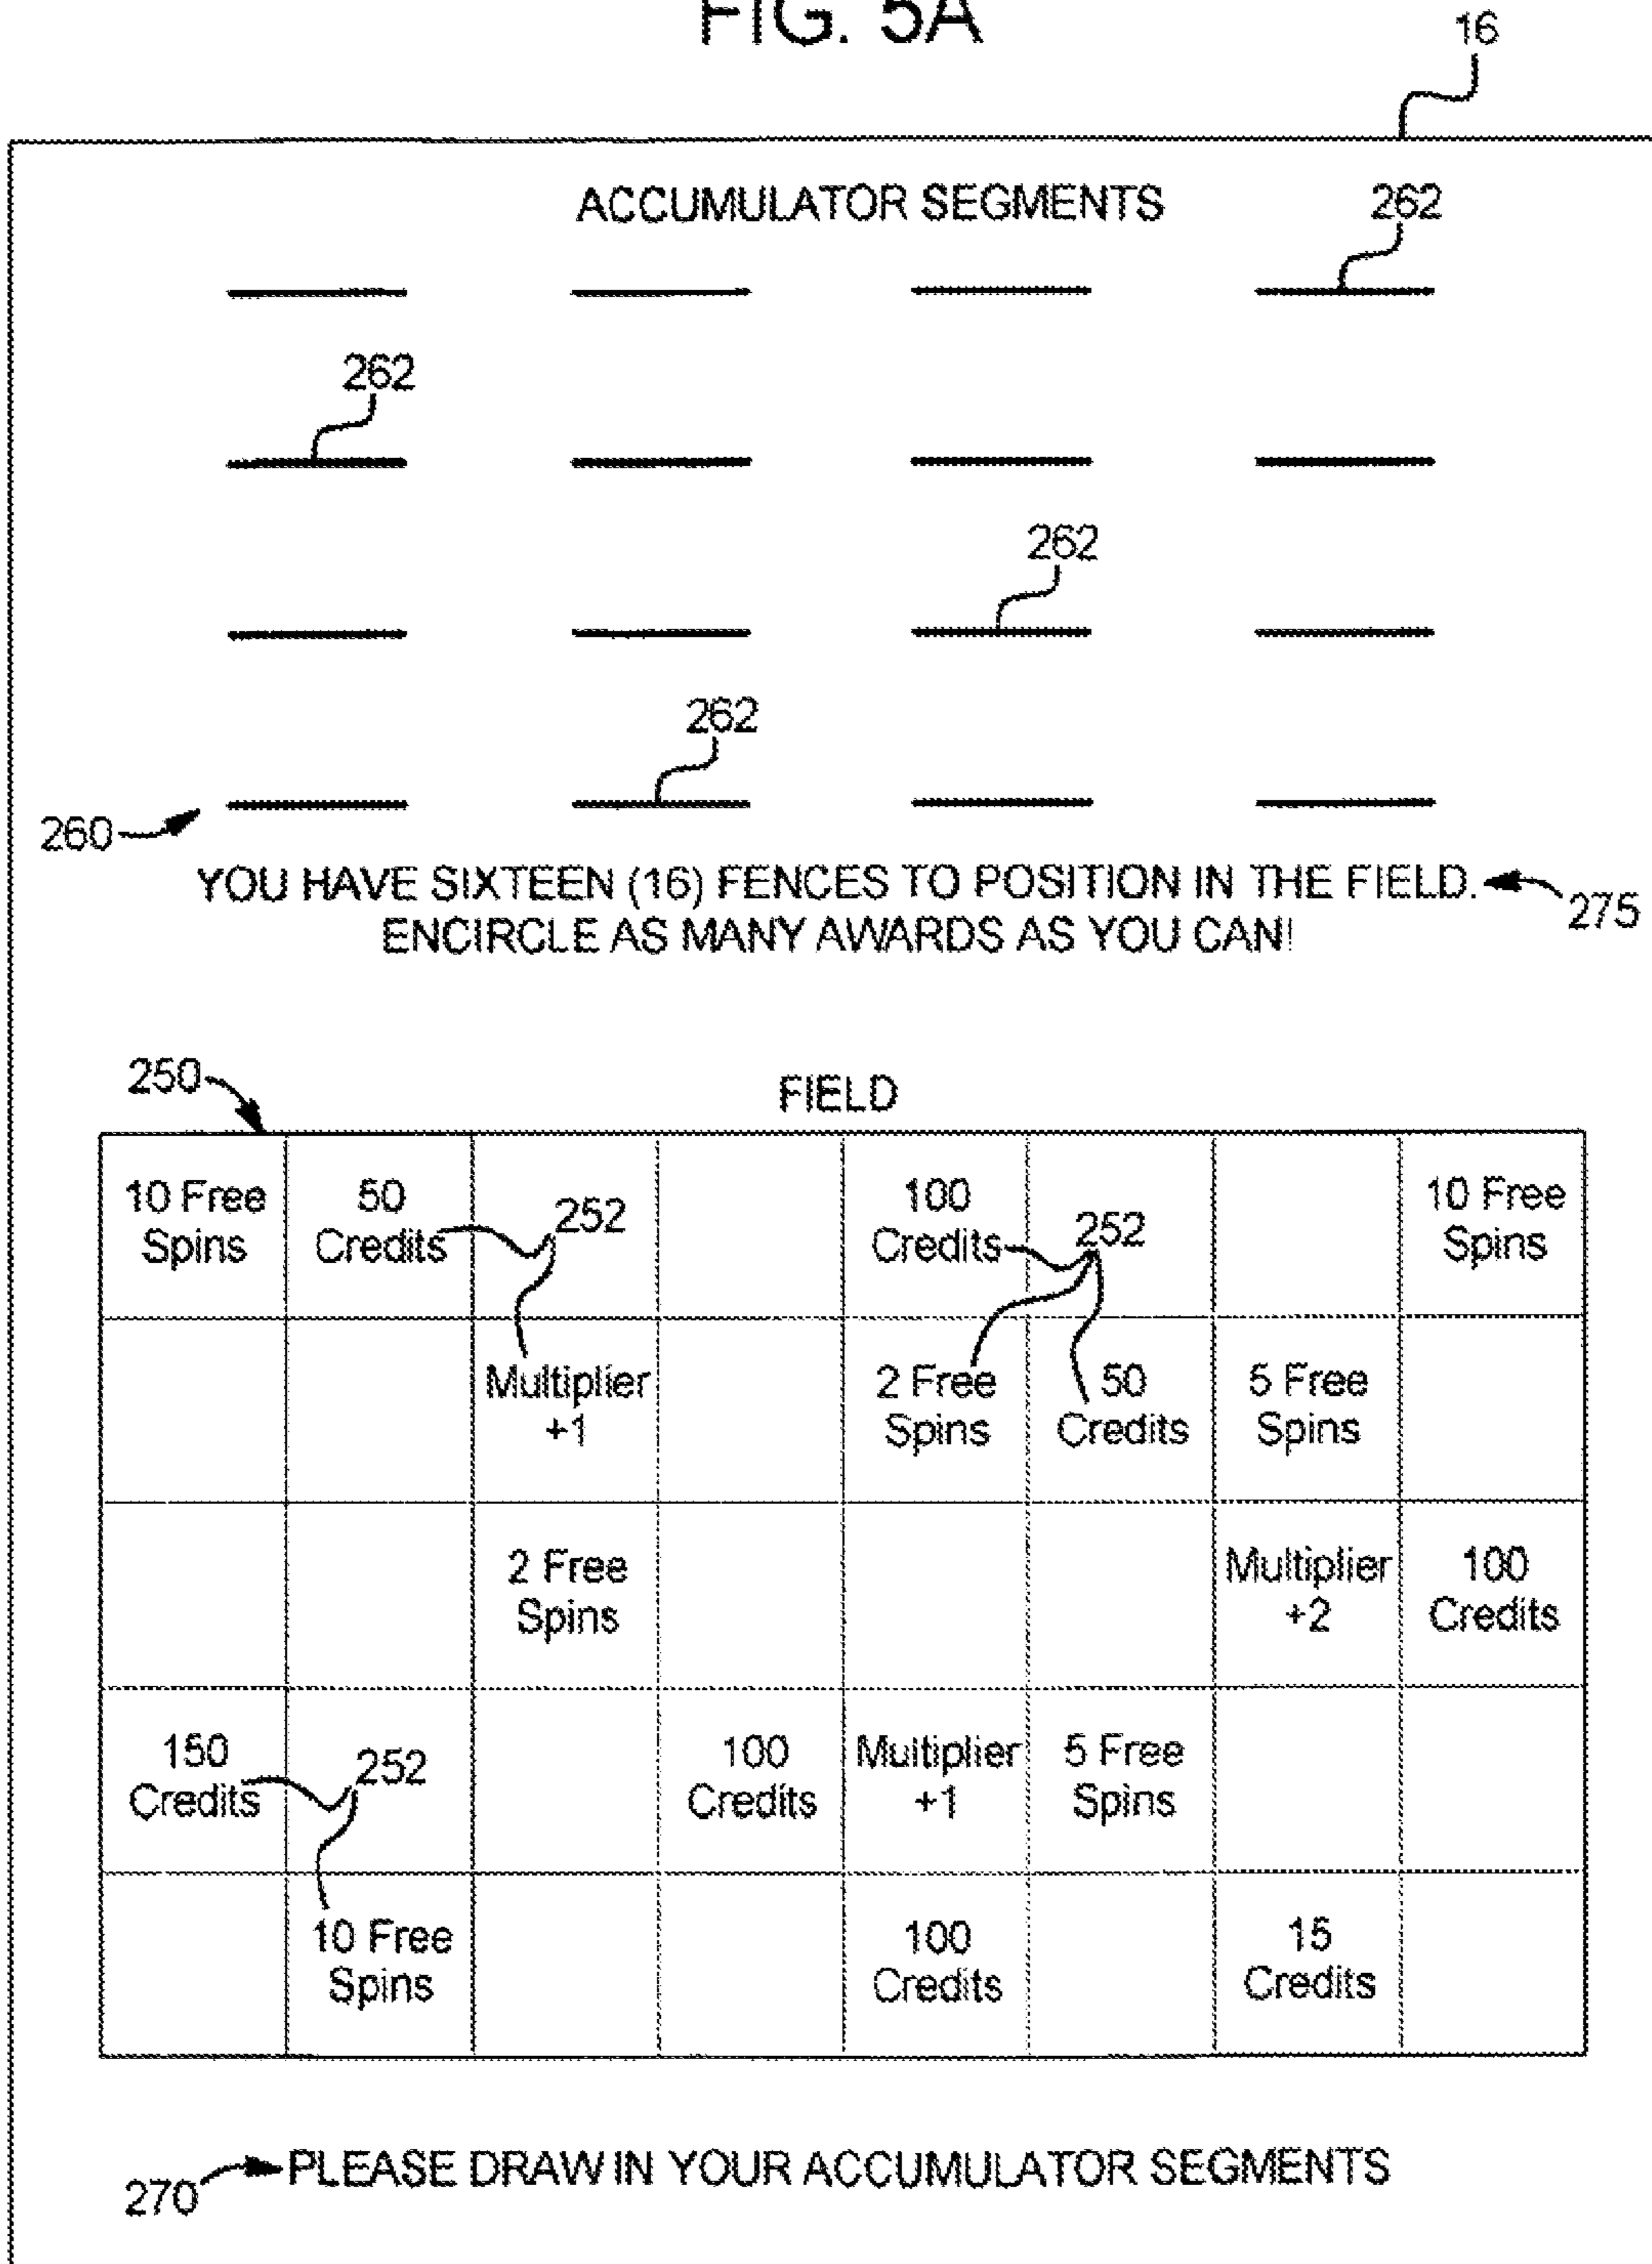 FIG. 5A
16
ACCUMULATOR SEGMENTS
262
262
262
262
260
YOU HAVE SIXTEEN (16) FENCES TO POSITION IN THE FIELD.
275
ENCIRCLE AS MANY AWARDS AS YOU CAN!
250
FIELD
10 Free
Spins
50
Credits
252
100
Credits
252
10 Free
Spins
Multiplier
+1
2 Free
Spins
50
Credits
5 Free
Spins
2 Free
Spins
Multiplier
+2
100
Credits
150
Credits
252
100
Credits
Multiplier
+1
5 Free
Spins
10 Free
Spins
100
Credits
15
Credits
270
PLEASE DRAW IN YOUR ACCUMULATOR SEGMENTS